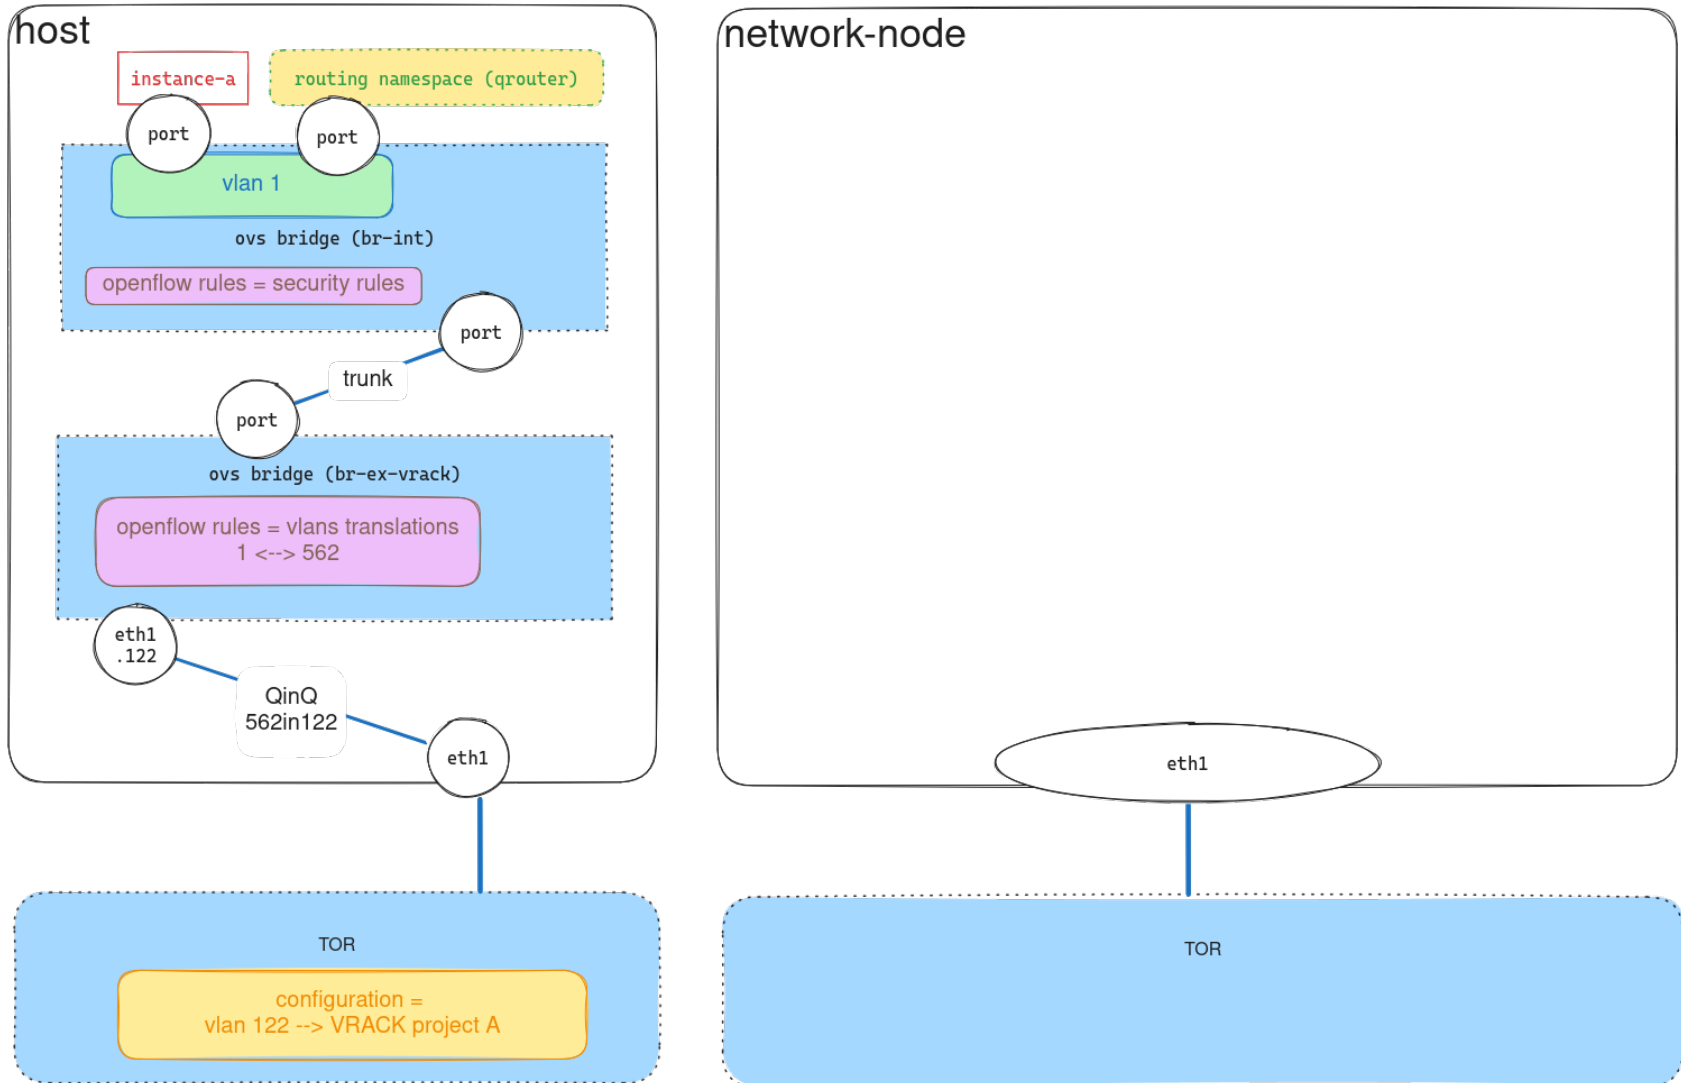 host
instance-a
routing namespace (qrouter)
port
port
vlan 1
ovs bridge (br-int)
openflow rules = security rules
port
trunk
port
ovs bridge (br-ex-vrack)
openflow rules = vlans translations
1 <--> 562
eth1
.122
QinQ
562in122
eth1
TOR
configuration =
vlan 122 --> VRACK project A
network-node
eth1
TOR